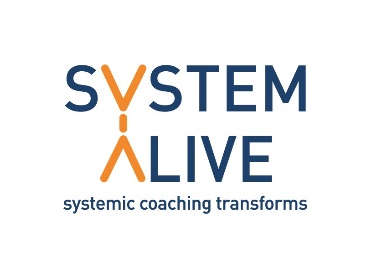 SYSTEM
ALIVE
systemic coaching transforms